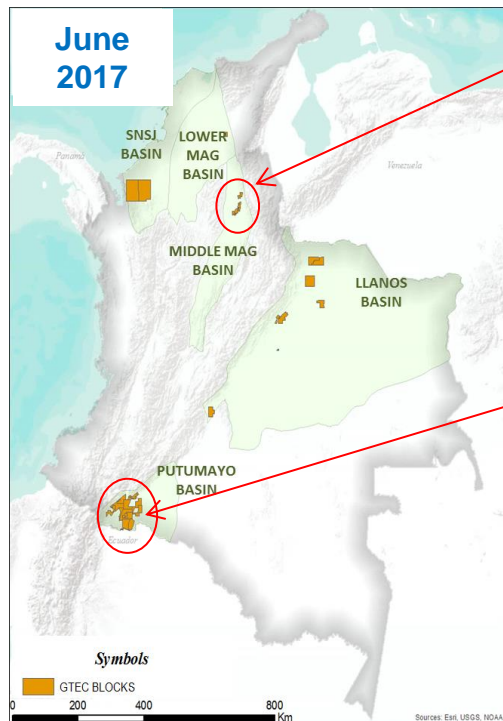 June
2017
SNSJ
BASIN
LOWER
MAG
BASIN
Panama
Venezuela
MIDDLE MAG
BASIN
LLANOS
BASIN
PUTUMAYO
BASIN
Ecuador
Symbols
GTEC BLOCKS
0 200 400 800
Km
Sources: Esri, USGS, NOAA